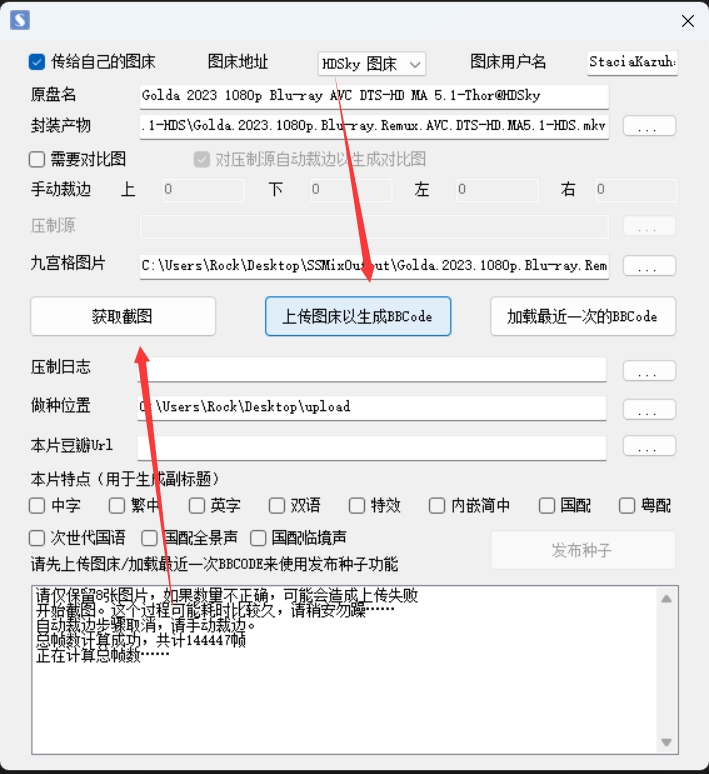 S
传给自己的图床 图床地址 HDSky 图床 图床用户名 StaciaKazuha
原盘名 Golda 2023 1080p Blu-ray AVC DTS-HD MA 5.1-Thor@HDSky
封装产物 .1-HDS\Golda.2023.1080p.Blu-ray.Remux.AVC.DTS-HD.MA5.1-HDS.mkv ...
需要对比图 对压制源自动裁边以生成对比图
手动裁边 上 0 下 0 左 0 右 0
压制源 ...
九宫格图片 C:\Users\Rock\Desktop\SSMixOutput\Golda.2023.1080p.Blu-ray.Rem ...
获取截图 上传图床以生成BBCode 加载最近一次的BBCode
压制日志 ...
做种位置 C:\Users\Rock\Desktop\upload ...
本片豆瓣Url ...
本片特点（用于生成副标题）
中字 繁中 英字 双语 特效 内嵌简中 国配 粤配
次世代国语 国配全景声 国配临境声
发布种子
请先上传图床/加载最近一次BBCODE来使用发布种子功能
请仅保留8张图片，如果数量不正确，可能会造成上传失败
开始截图。这个过程可能耗时比较久，请稍安勿躁……
自动裁边步骤取消，请手动裁边。
总帧数计算成功，共计144447帧
正在计算总帧数……